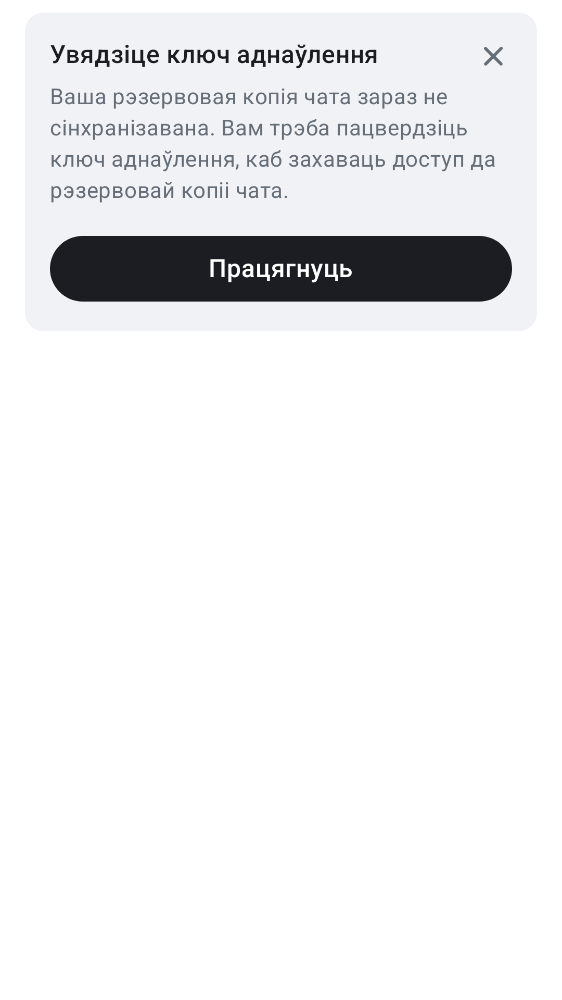 Увядзіце ключ аднаўлення
Ваша рэзервовая копія чата зараз не
сінхранізавана. Вам трэба пацвердзіць
ключ аднаўлення, каб захаваць доступ да
рэзервовай копіі чата.
Працягнуць